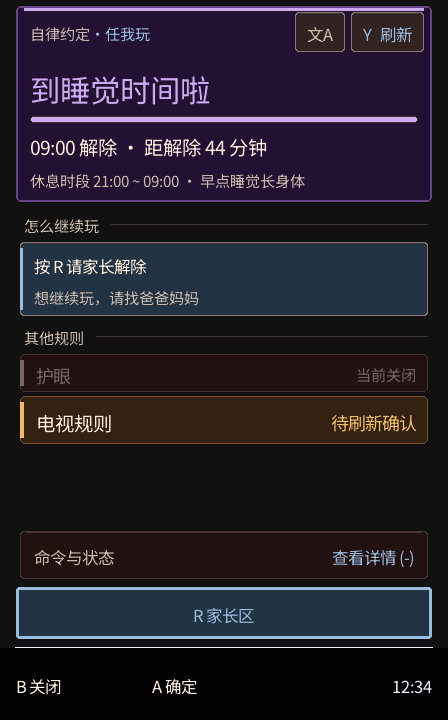 自律约定·任我玩
文A
Y 刷新
到睡觉时间啦
09:00 解除 · 距解除 44 分钟
休息时段 21:00 ~ 09:00 · 早点睡觉长身体
怎么继续玩
按 R 请家长解除
想继续玩，请找爸爸妈妈
其他规则
护眼 当前关闭
电视规则 待刷新确认
命令与状态 查看详情 (-)
R 家长区
B 关闭 A 确定 12:34